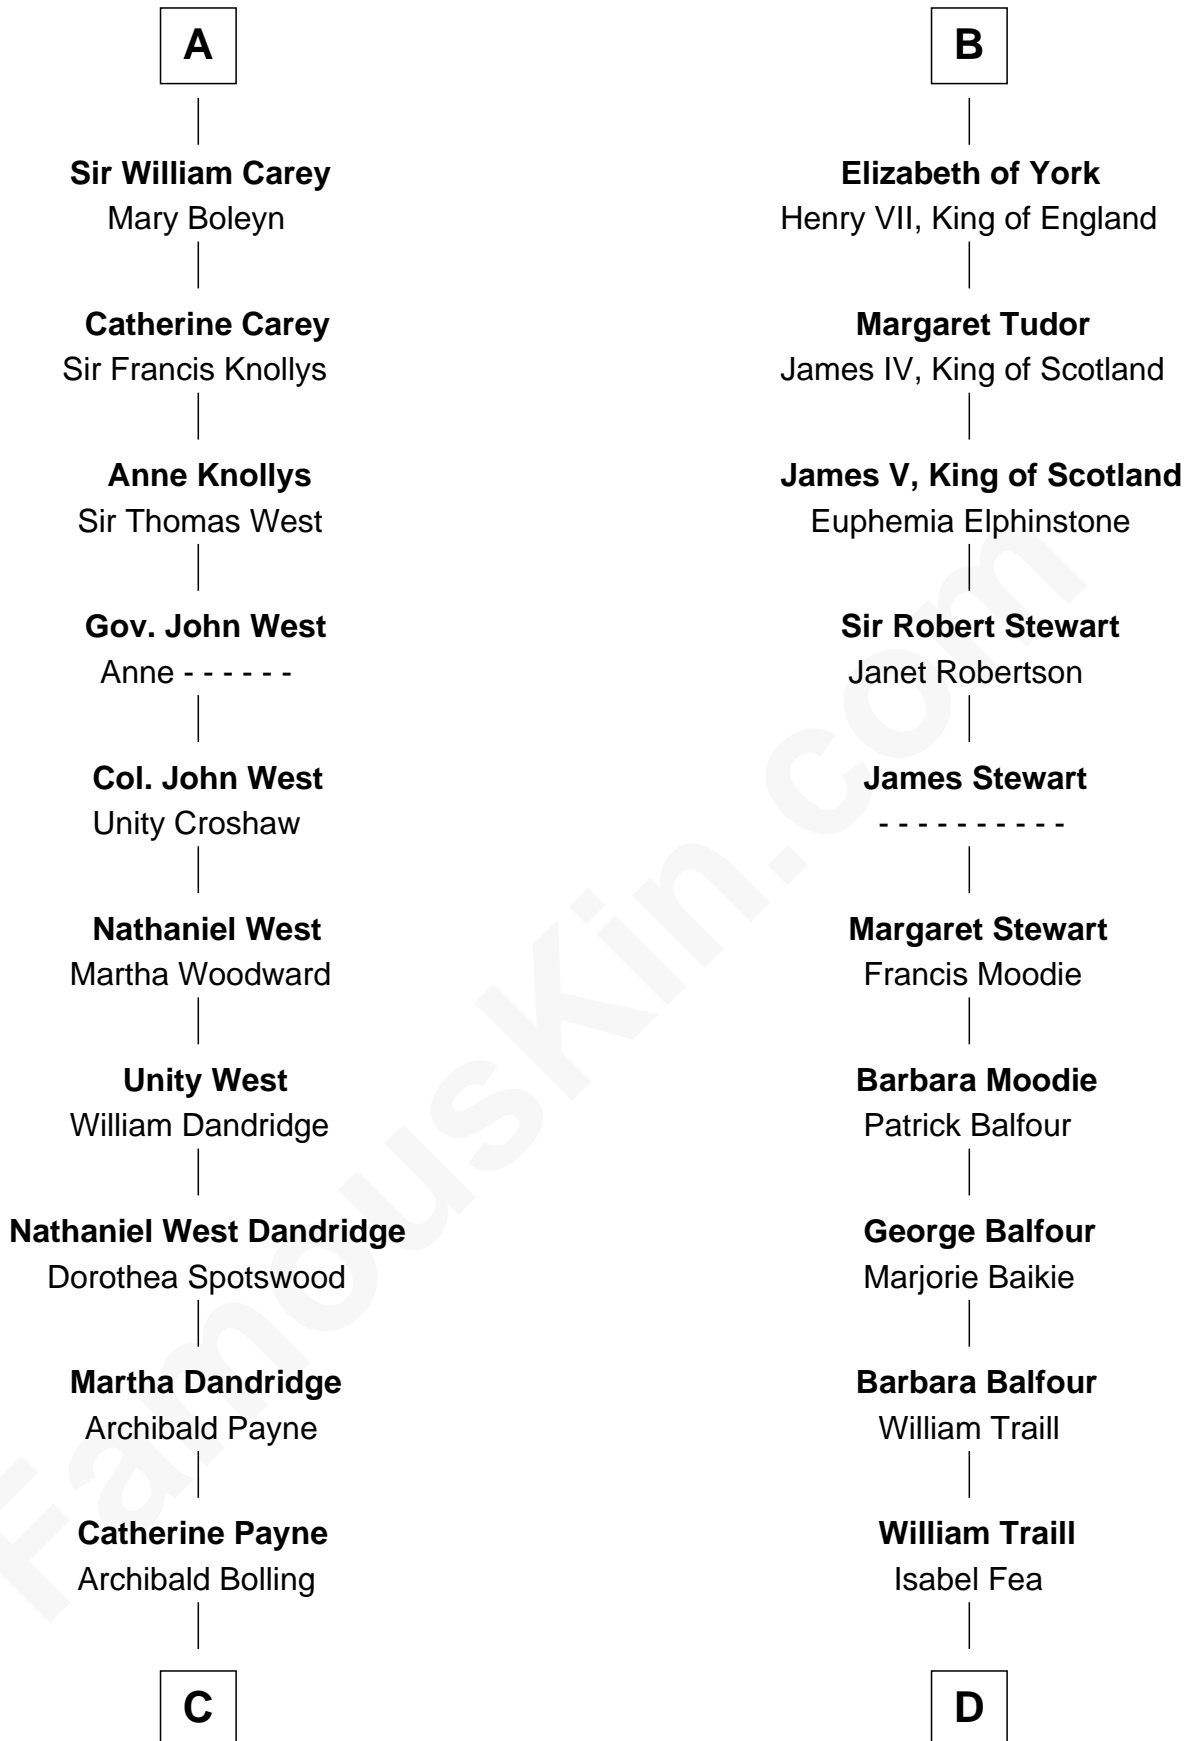 A
Sir William Carey
Mary Boleyn
Catherine Carey
Sir Francis Knollys
Anne Knollys
Sir Thomas West
Gov. John West
Anne - - - - - -
Col. John West
Unity Croshaw
Nathaniel West
Martha Woodward
Unity West
William Dandridge
Nathaniel West Dandridge
Dorothea Spotswood
Martha Dandridge
Archibald Payne
Catherine Payne
Archibald Bolling
C
B
Elizabeth of York
Henry VII, King of England
Margaret Tudor
James IV, King of Scotland
James V, King of Scotland
Euphemia Elphinstone
Sir Robert Stewart
Janet Robertson
James Stewart
- - - - - - - - - -
Margaret Stewart
Francis Moodie
Barbara Moodie
Patrick Balfour
George Balfour
Marjorie Baikie
Barbara Balfour
William Traill
William Traill
Isabel Fea
D
FamousKin.com